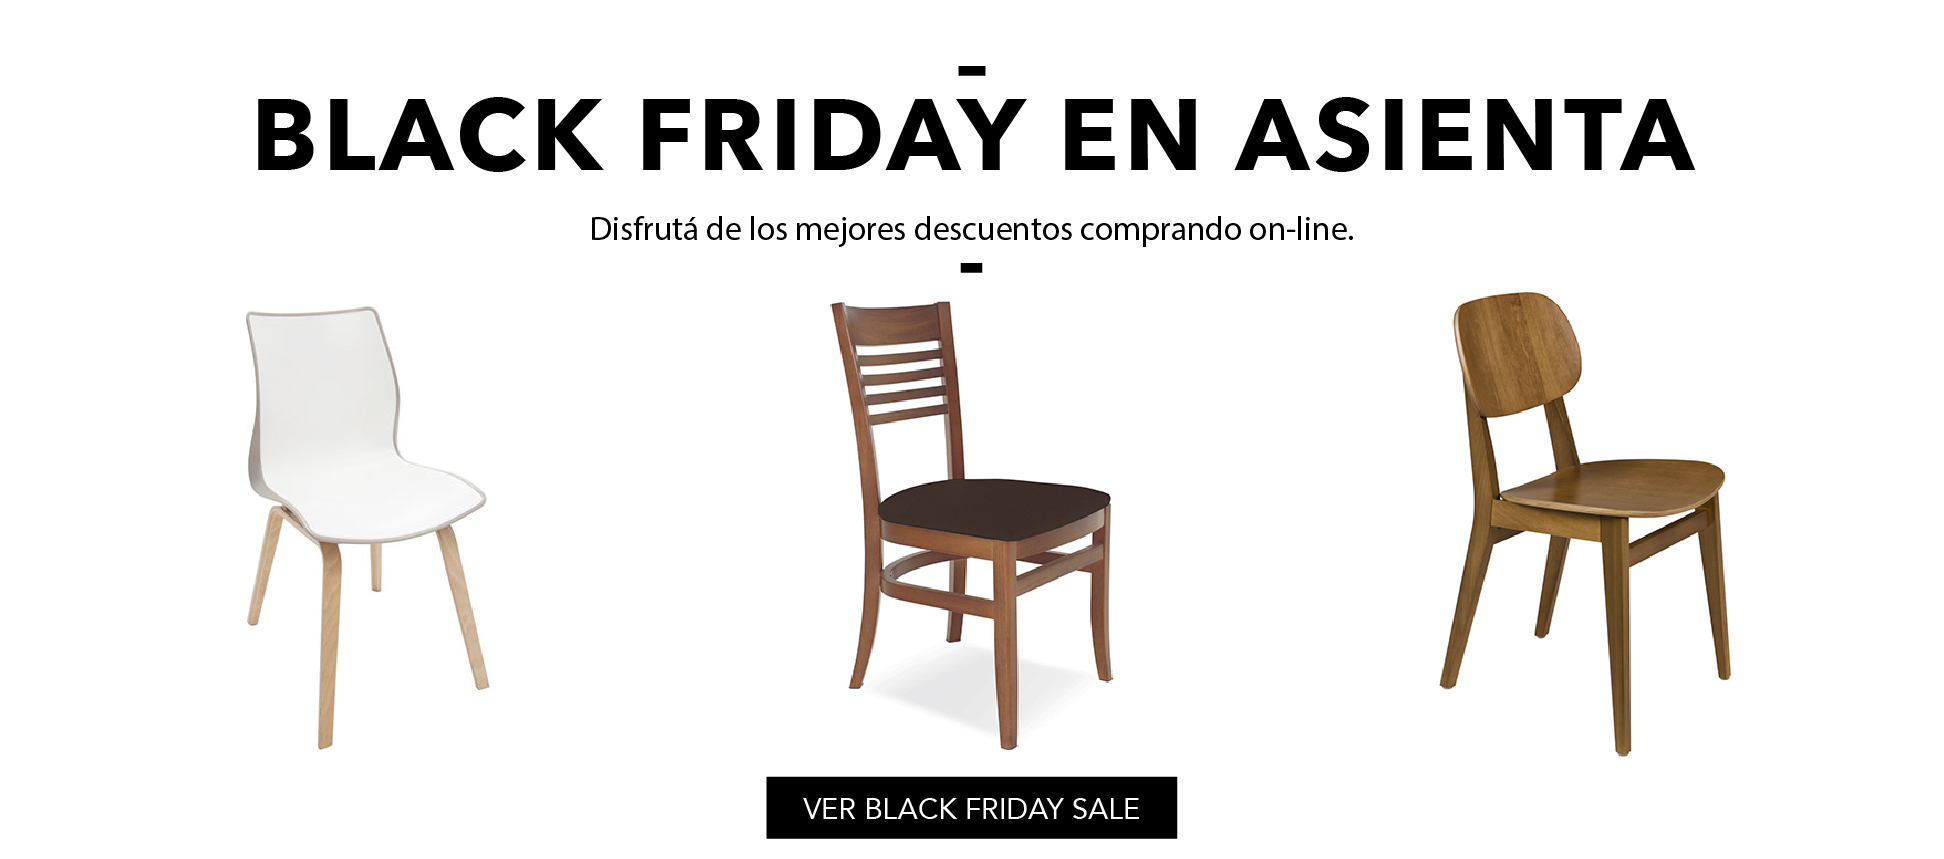 BLACK FRIDAY EN ASIENTA
Disfrutá de los mejores descuentos comprando on-line.
VER BLACK FRIDAY SALE